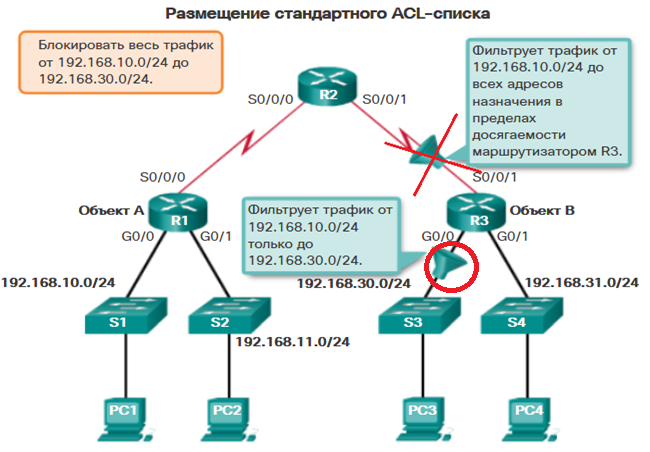 Размещение стандартного ACL-списка
Блокировать весь трафик
от 192.168.10.0/24 до
192.168.30.0/24.
Фильтрует трафик от
192.168.10.0/24 до
всех адресов
назначения в
пределах
досягаемости
маршрутизатором R3.
R2
S0/0/0
S0/0/1
S0/0/0
S0/0/1
Объект A
R1
Фильтрует трафик от
192.168.10.0/24
только до
192.168.30.0/24.
R3
Объект B
G0/0
G0/1
G0/0
G0/1
192.168.10.0/24
192.168.30.0/24
192.168.31.0/24
S1
S2
S3
S4
192.168.11.0/24
PC1
PC2
PC3
PC4